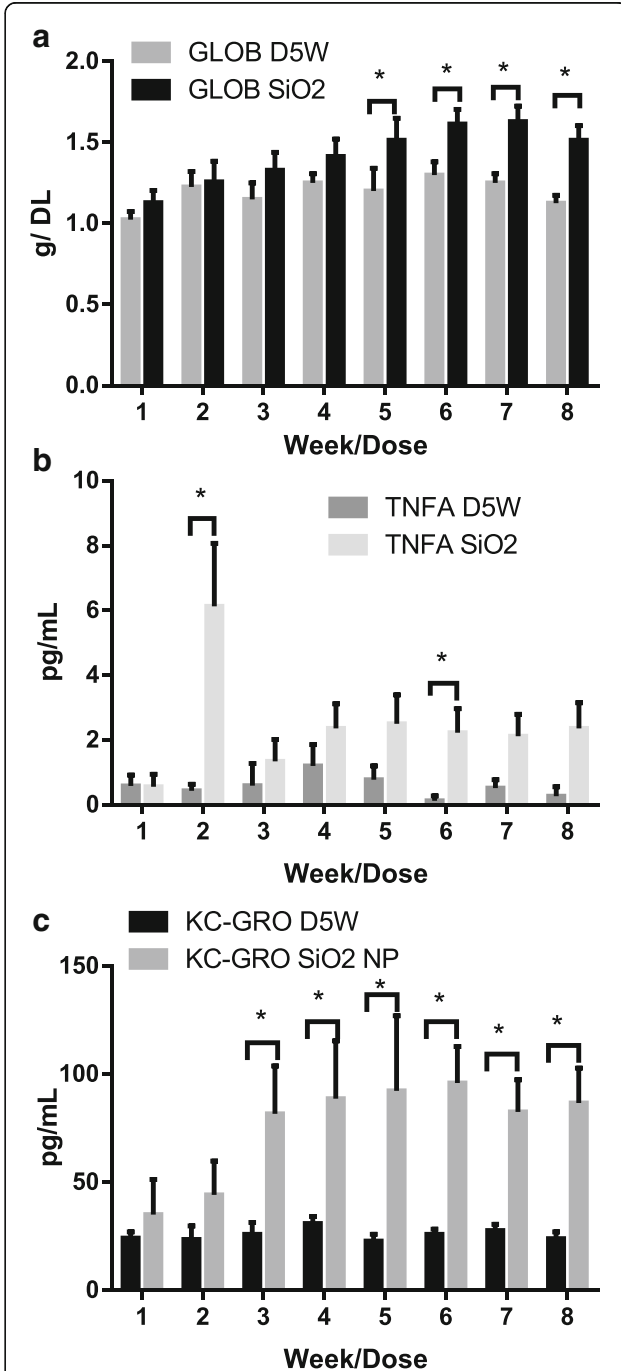 a
GLOB D5W
GLOB SiO2
* * * *
2.0
1.5
1.0
0.5
0.0
g/ DL
1 2 3 4 5 6 7 8
Week/Dose
b
TNFA D5W
TNFA SiO2
* *
10
8
6
4
2
0
pg/mL
1 2 3 4 5 6 7 8
Week/Dose
c
KC-GRO D5W
KC-GRO SiO2 NP
* * * * * *
150
100
50
0
pg/mL
1 2 3 4 5 6 7 8
Week/Dose